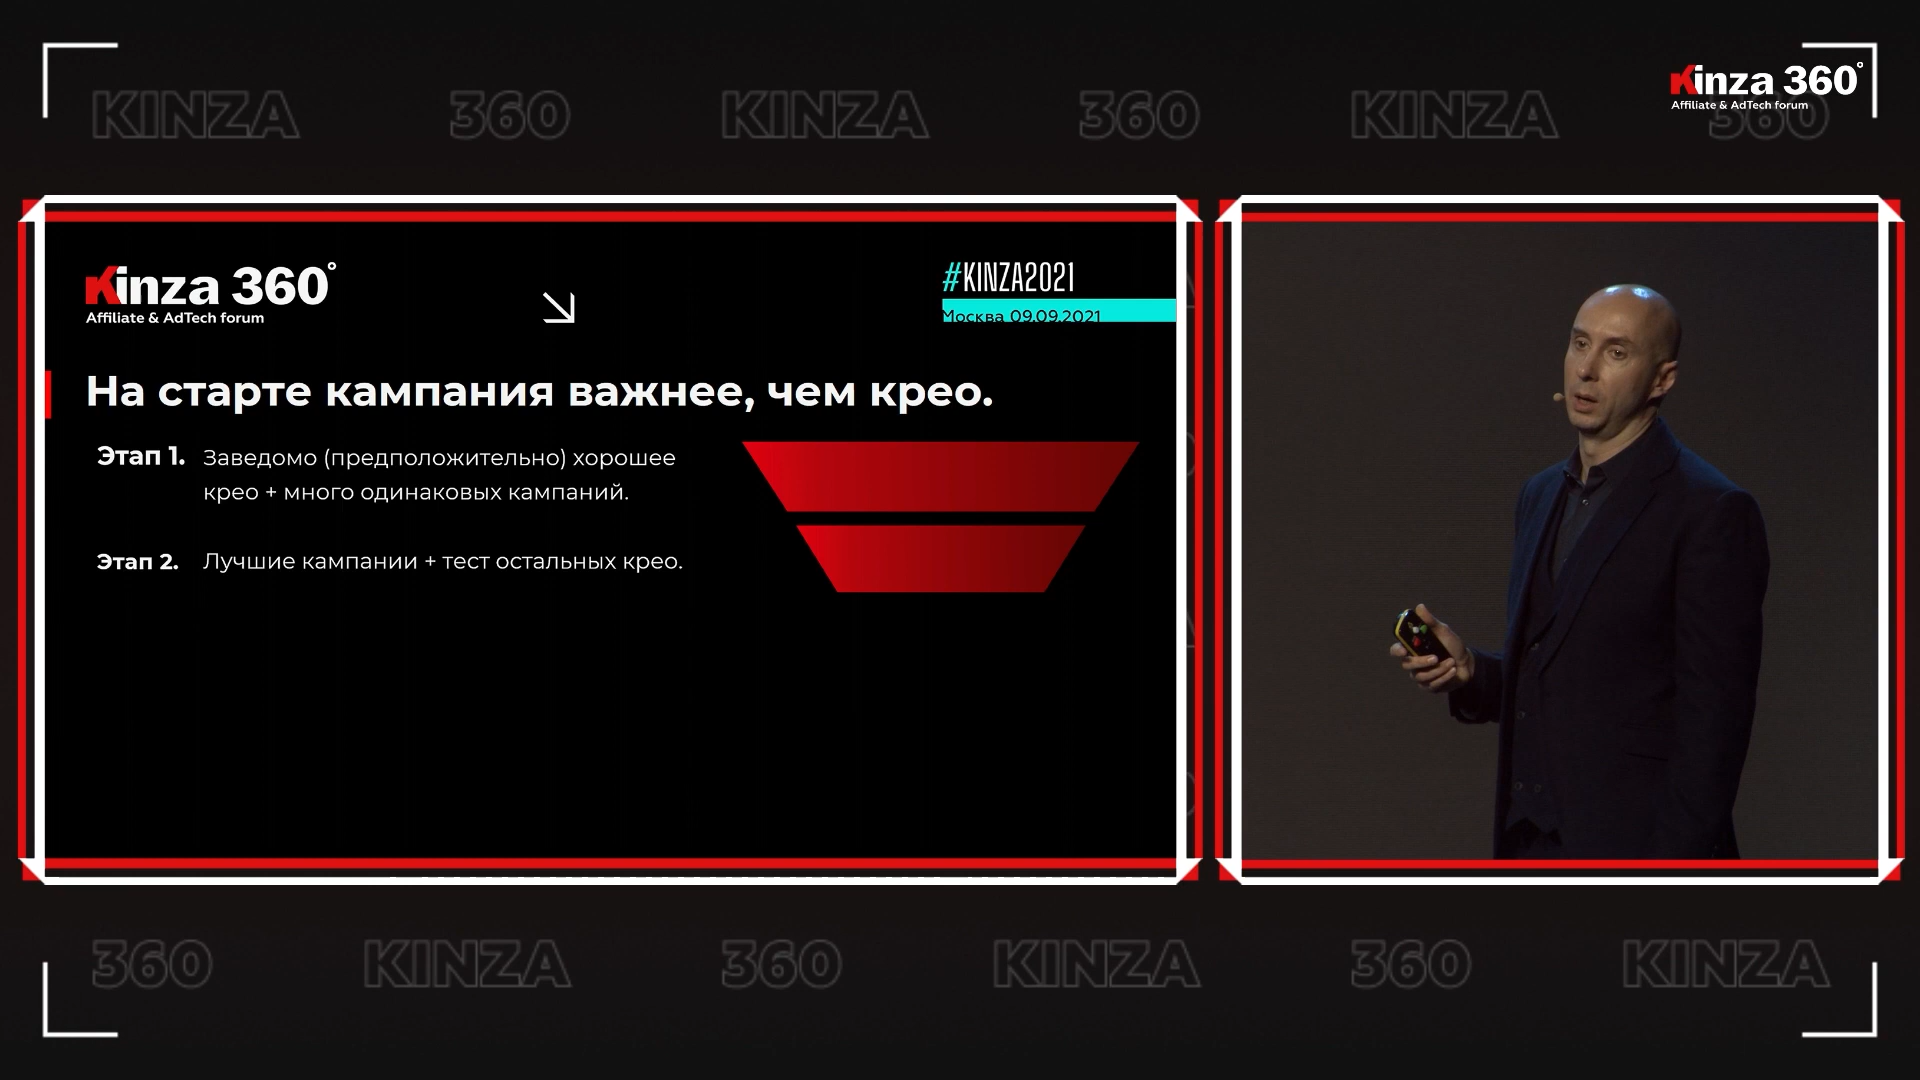 KINZA 360 KINZA 360 KINZA 360
Kinza 360°
Affiliate & AdTech forum
Kinza 360°
Affiliate & AdTech forum
#KINZA2021
Москва 09.09.2021
На старте кампания важнее, чем крео.
Этап 1. Заведомо (предположительно) хорошее
крео + много одинаковых кампаний.
Этап 2. Лучшие кампании + тест остальных крео.
360 KINZA 360 KINZA 360 KINZA